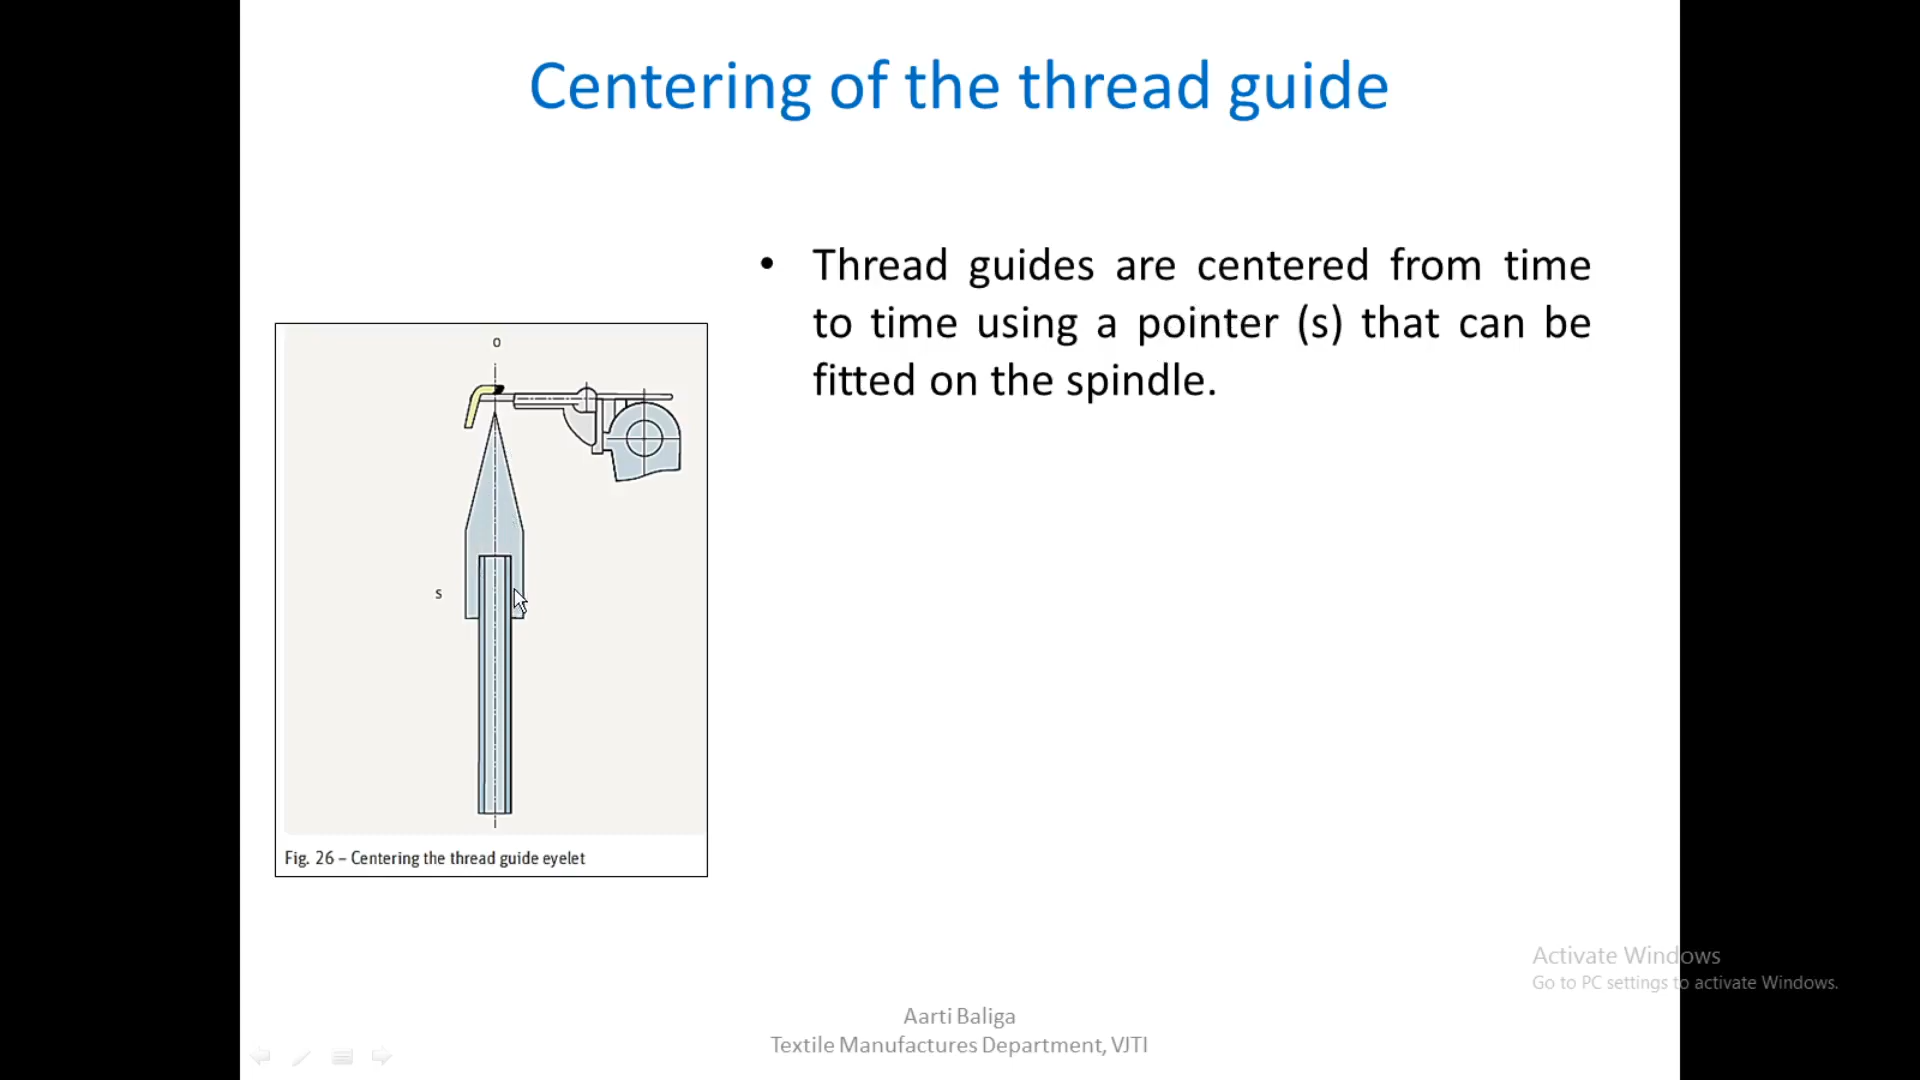 Centering of the thread guide
• Thread guides are centered from time
to time using a pointer (s) that can be
fitted on the spindle.
o
s
Fig. 26 – Centering the thread guide eyelet
Activate Windows
Go to PC settings to activate Windows.
Aarti Baliga
Textile Manufactures Department, VJTI